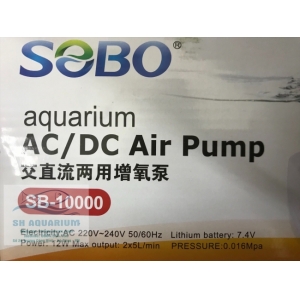 SOBO®
aquarium
AC/DC Air Pump
交直流两用增氧泵
SB-10000
SH AQUARIUM
Electricity:AC 220V~240V 50/60Hz Lithium battery: 7.4V
Power: 12W Max output: 2x5L/min PRESSURE:0.016Mpa